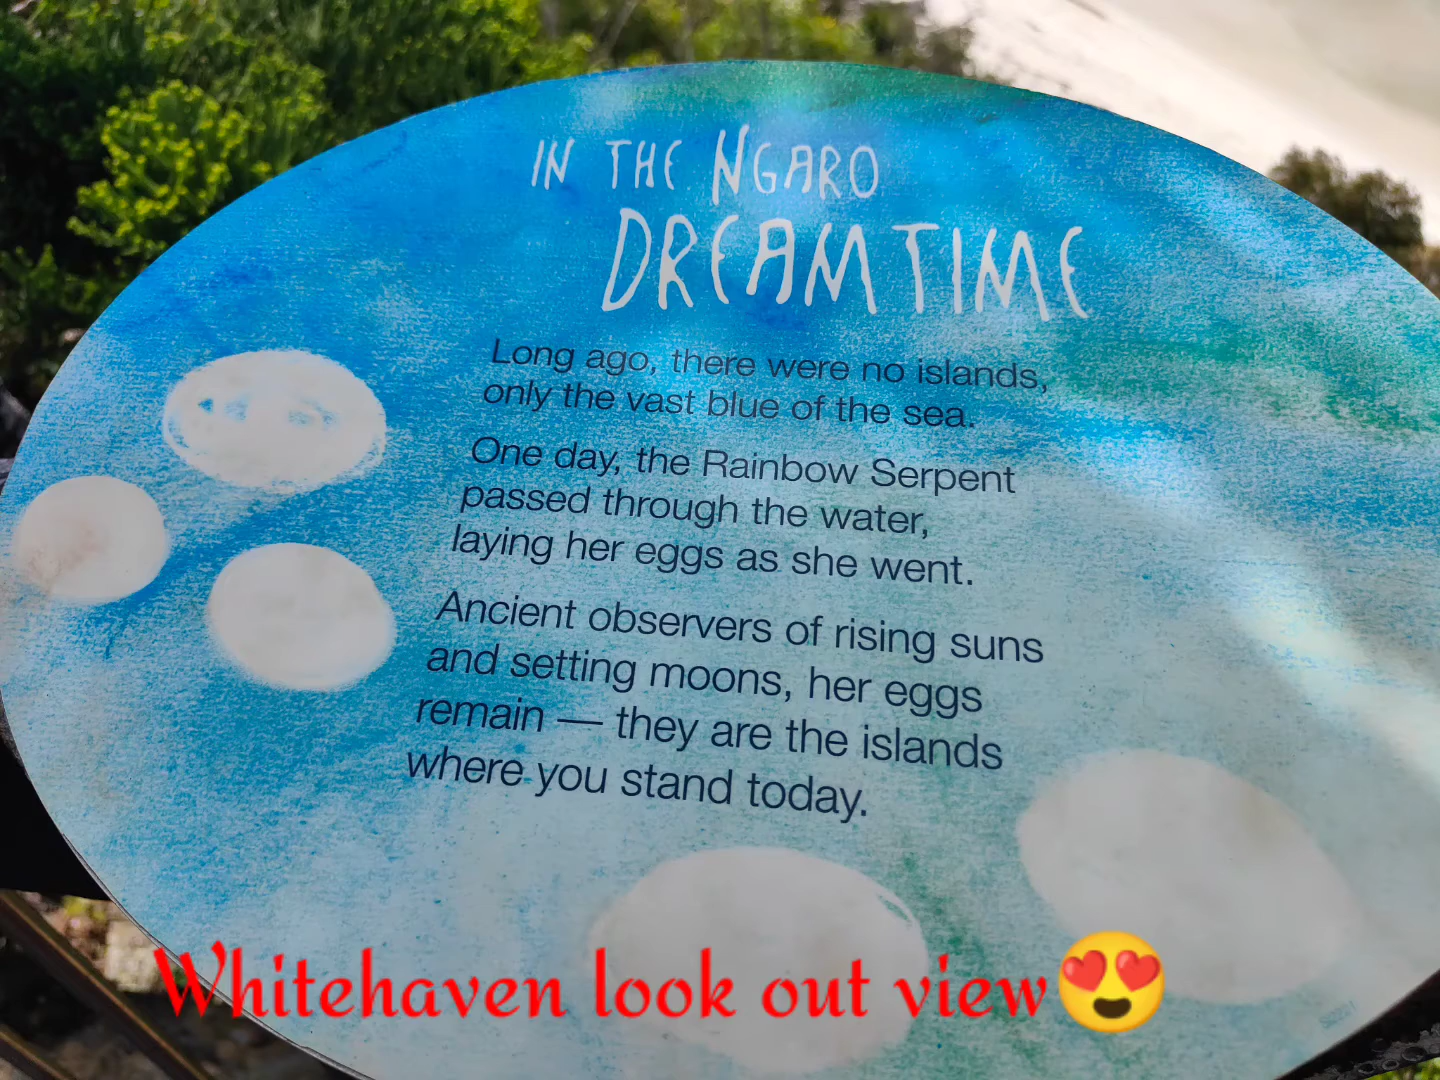 IN THE NGARO
DREAMTIME
Long ago, there were no islands,
only the vast blue of the sea.
One day, the Rainbow Serpent
passed through the water,
laying her eggs as she went.
Ancient observers of rising suns
and setting moons, her eggs
remain — they are the islands
where you stand today.
Whitehaven look out view😍